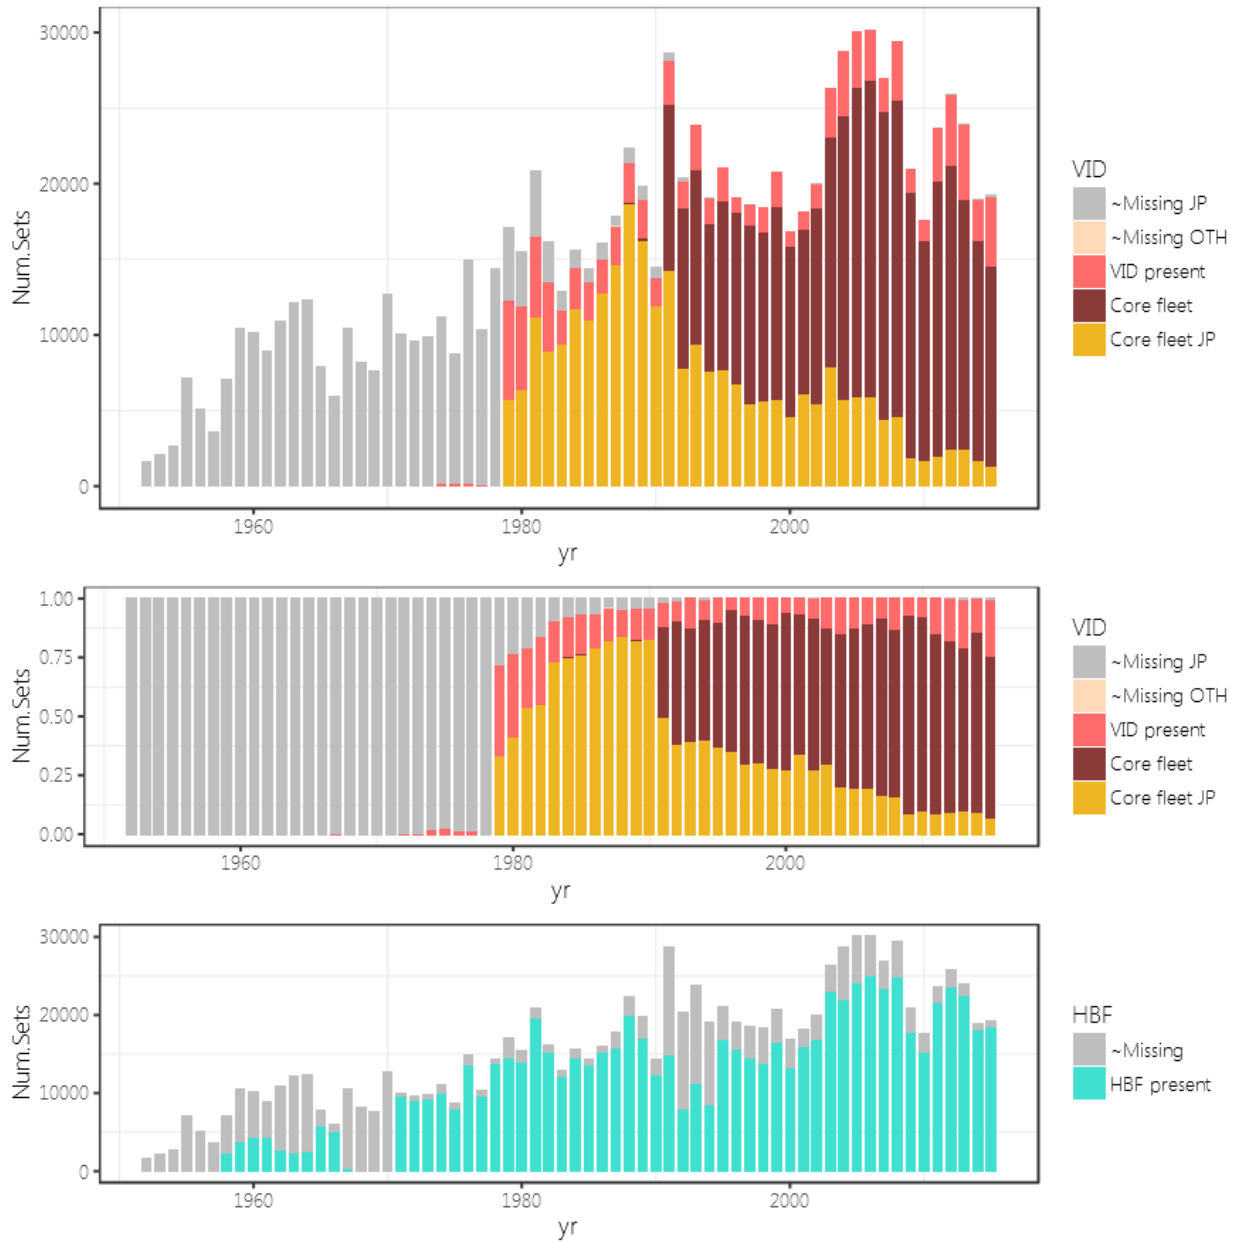 30000
20000
10000
0
Num.Sets
1960
1980
2000
yr
VID
~Missing JP
~Missing OTH
VID present
Core fleet
Core fleet JP
1.00
0.75
0.50
0.25
0.00
Num.Sets
1960
1980
2000
yr
VID
~Missing JP
~Missing OTH
VID present
Core fleet
Core fleet JP
30000
20000
10000
0
Num.Sets
1960
1980
2000
yr
HBF
~Missing
HBF present